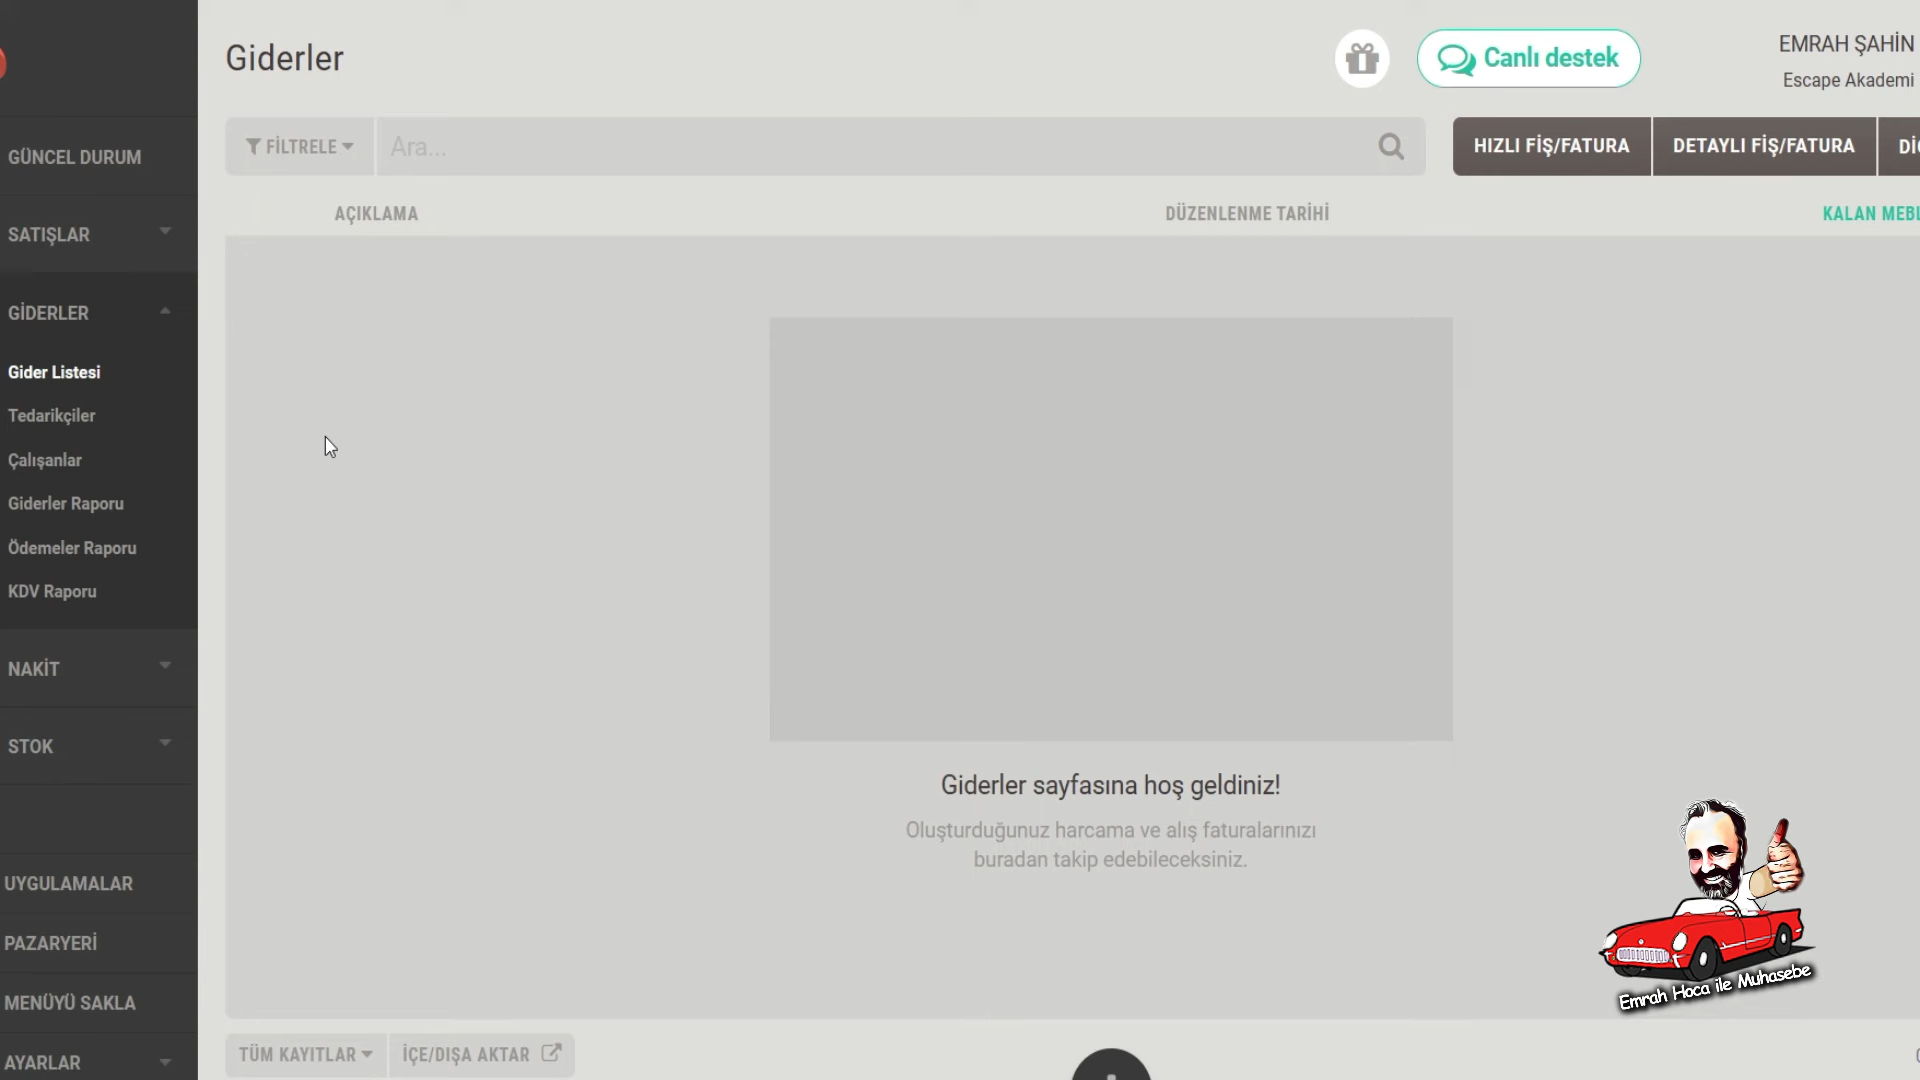 Giderler
Canlı destek
EMRAH ŞAHİN
Escape Akademi
FİLTRELE
Ara...
HIZLI FİŞ/FATURA
DETAYLI FİŞ/FATURA
AÇIKLAMA
DÜZENLENME TARİHİ
KALAN
GÜNCEL DURUM
SATIŞLAR
GİDERLER
Gider Listesi
Tedarikçiler
Çalışanlar
Giderler Raporu
Ödemeler Raporu
KDV Raporu
NAKİT
STOK
UYGULAMALAR
PAZARYERİ
MENÜYÜ SAKLA
AYARLAR
Giderler sayfasına hoş geldiniz!
Oluşturduğunuz harcama ve alış faturalarınızı
buradan takip edebileceksiniz.
Emrah Hoca ile Muhasebe
TÜM KAYITLAR
İÇE/DIŞA AKTAR